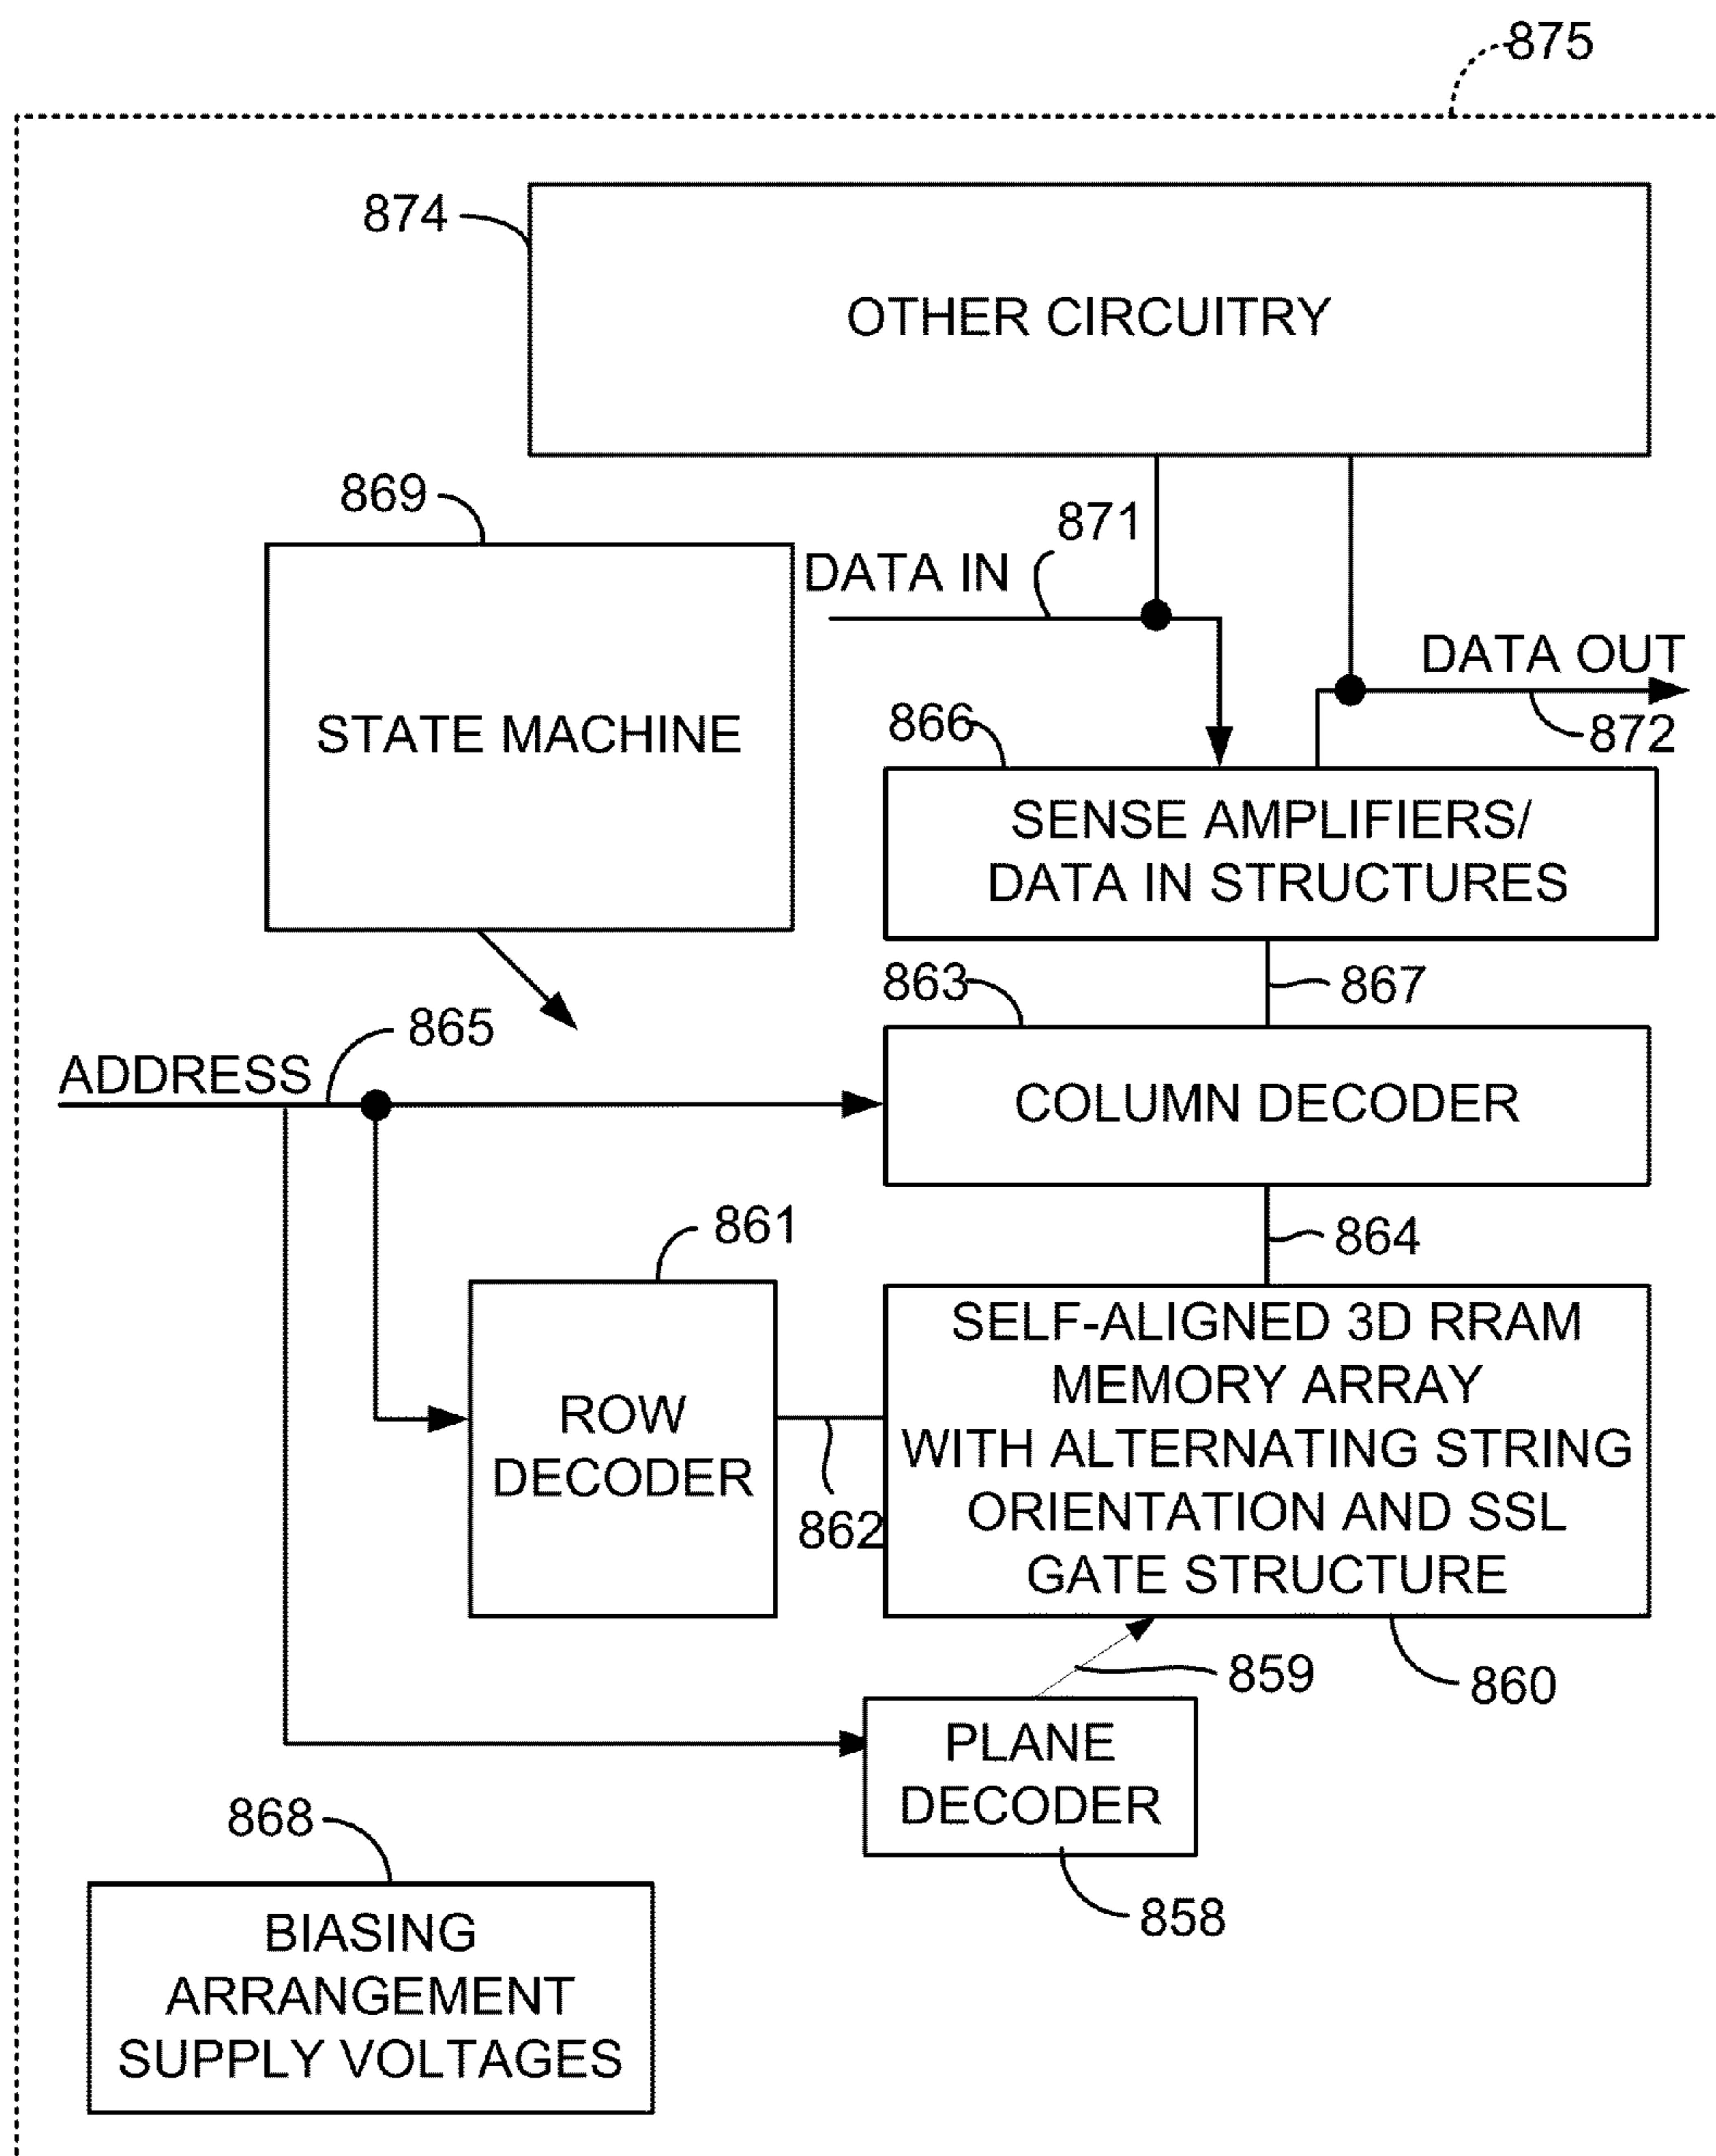 875
874
OTHER CIRCUITRY
869
871
DATA IN
STATE MACHINE
DATA OUT
872
866
SENSE AMPLIFIERS/
DATA IN STRUCTURES
867
863
865
ADDRESS
COLUMN DECODER
864
861
ROW
DECODER
862
SELF-ALIGNED 3D RRAM
MEMORY ARRAY
WITH ALTERNATING STRING
ORIENTATION AND SSL
GATE STRUCTURE
859
860
PLANE
DECODER
858
868
BIASING
ARRANGEMENT
SUPPLY VOLTAGES